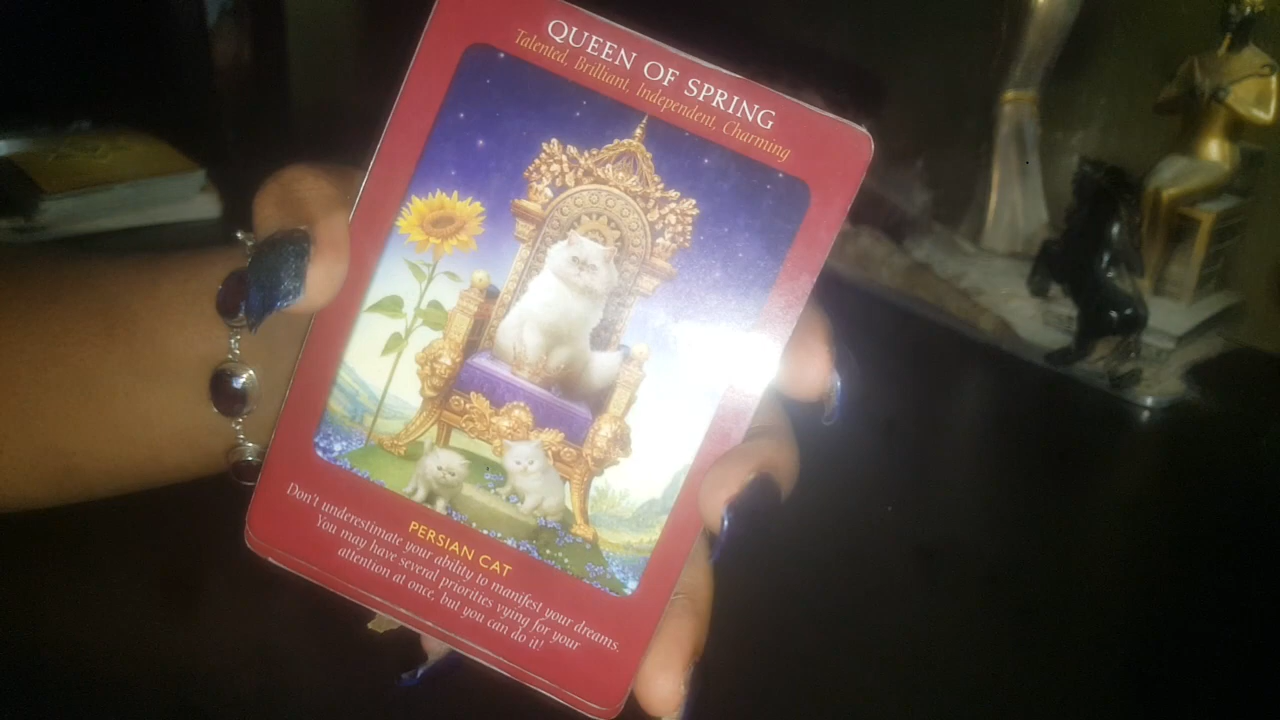 QUEEN OF SPRING
Talented, Brilliant, Independent, Charming
PERSIAN CAT
Don't underestimate your ability to manifest your dreams.
You may have several priorities vying for your
attention at once, but you can do it!